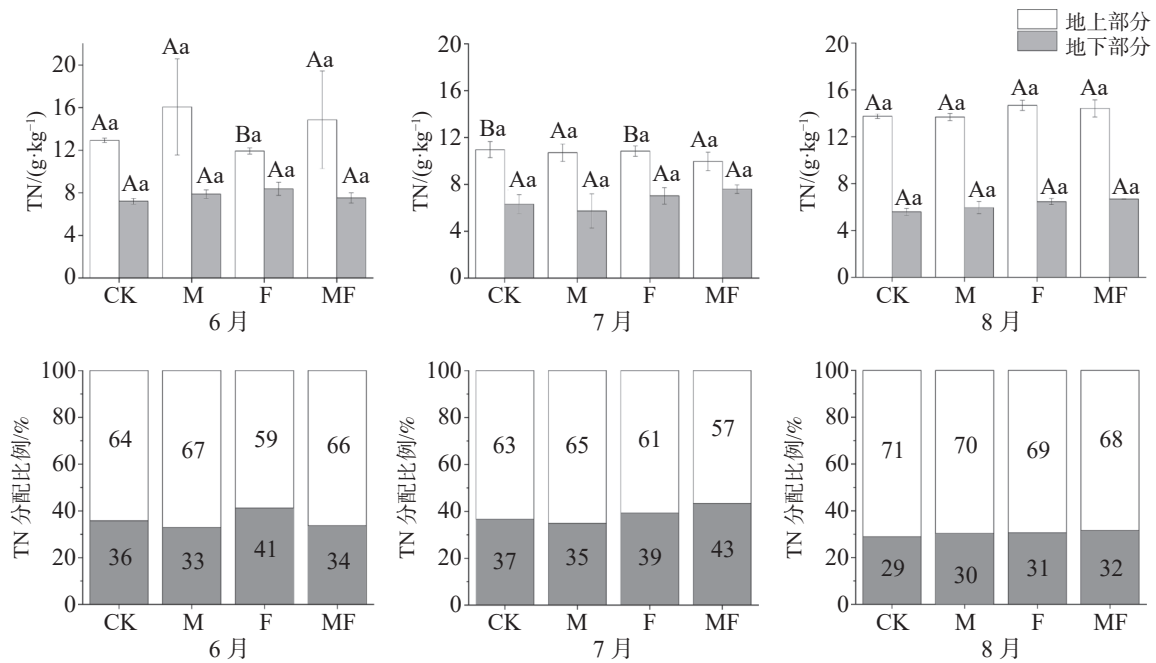 地上部分
地下部分
TN/(g·kg⁻¹)
20
16
12
8
4
0
Aa
Aa
Aa
Aa
Ba
Aa
Aa
Aa
CK
M
F
MF
6 月
TN/(g·kg⁻¹)
20
16
12
8
4
0
Ba
Aa
Aa
Aa
Ba
Aa
Aa
Aa
CK
M
F
MF
7 月
TN/(g·kg⁻¹)
20
16
12
8
4
0
Aa
Aa
Aa
Aa
Aa
Aa
Aa
Aa
CK
M
F
MF
8 月
TN 分配比例/%
100
80
60
40
20
0
64
67
59
66
36
33
41
34
CK
M
F
MF
6 月
TN 分配比例/%
100
80
60
40
20
0
63
65
61
57
37
35
39
43
CK
M
F
MF
7 月
TN 分配比例/%
100
80
60
40
20
0
71
70
69
68
29
30
31
32
CK
M
F
MF
8 月